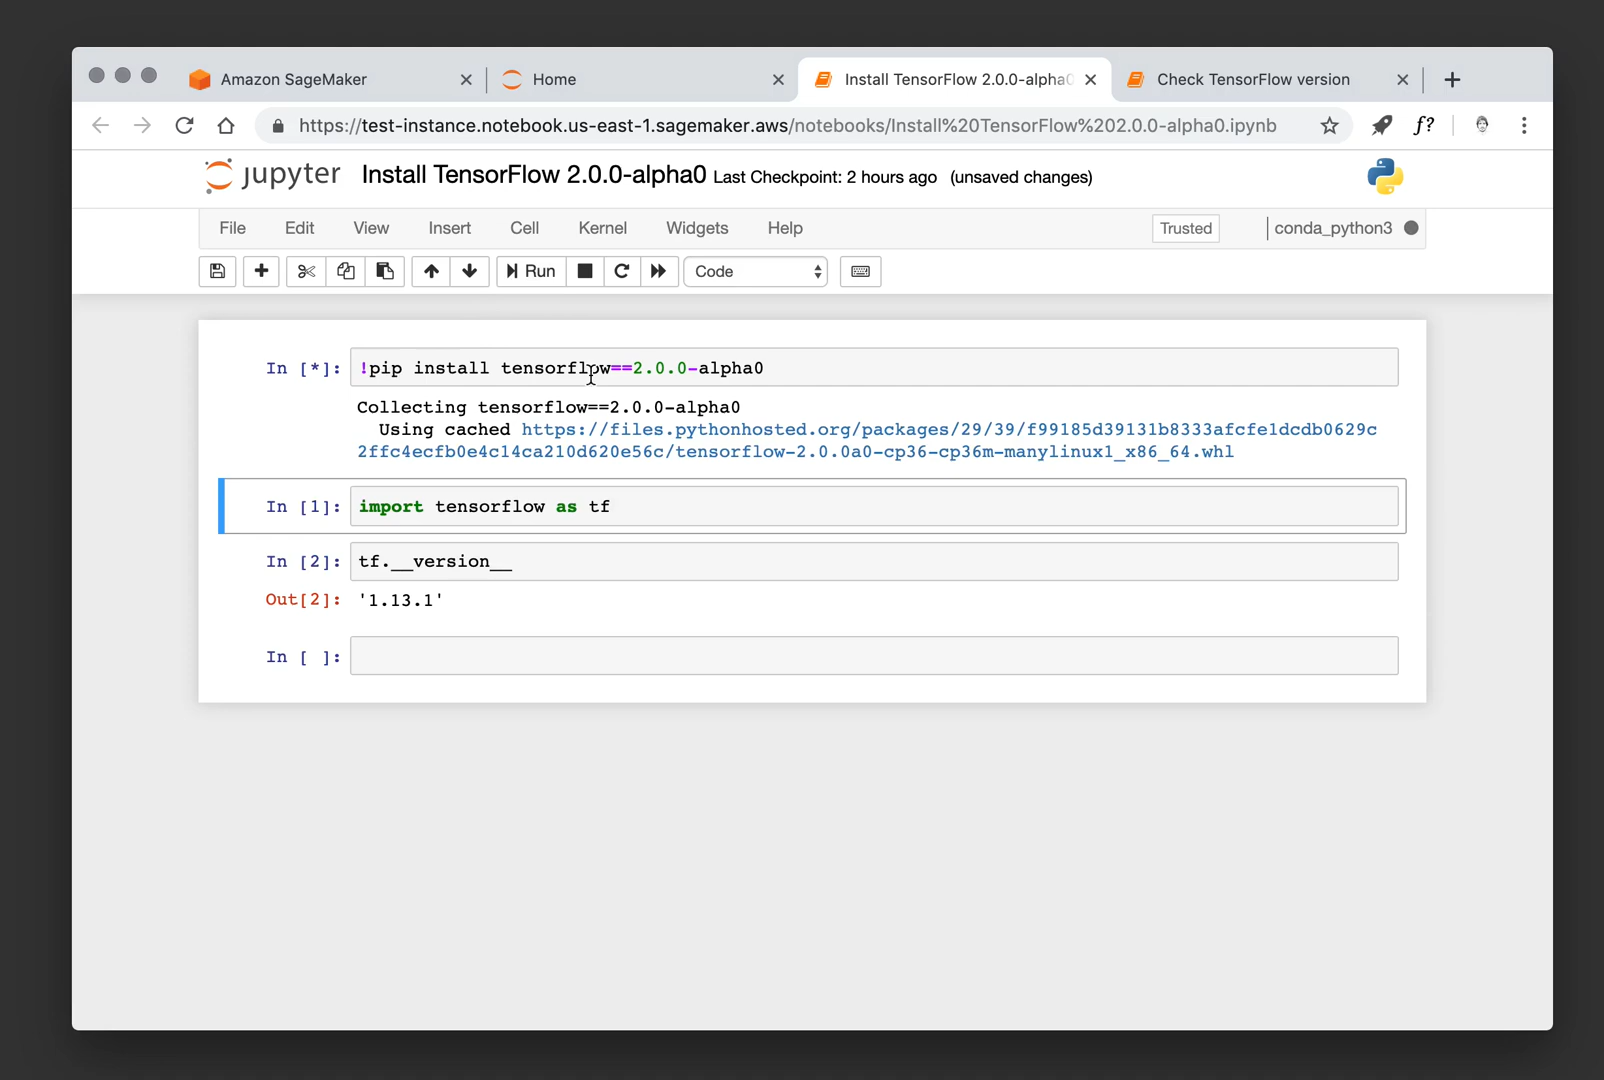 Amazon SageMaker
Home
Install TensorFlow 2.0.0-alpha
Check TensorFlow version
https://test-instance.notebook.us-east-1.sagemaker.aws/notebooks/Install%20TensorFlow%202.0.0-alpha0.ipynb
f?
jupyter Install TensorFlow 2.0.0-alpha0 Last Checkpoint: 2 hours ago (unsaved changes)
File Edit View Insert Cell Kernel Widgets Help Trusted conda_python3
Run Code
In [*]: !pip install tensorflow==2.0.0-alpha0
Collecting tensorflow==2.0.0-alpha0
Using cached https://files.pythonhosted.org/packages/29/39/f99185d39131b8333afcfe1dcdb0629c
2ffc4ecfb0e4c14ca210d620e56c/tensorflow-2.0.0a0-cp36-cp36m-manylinux1_x86_64.whl
In [1]: import tensorflow as tf
In [2]: tf.__version__
Out[2]: '1.13.1'
In [ ]: